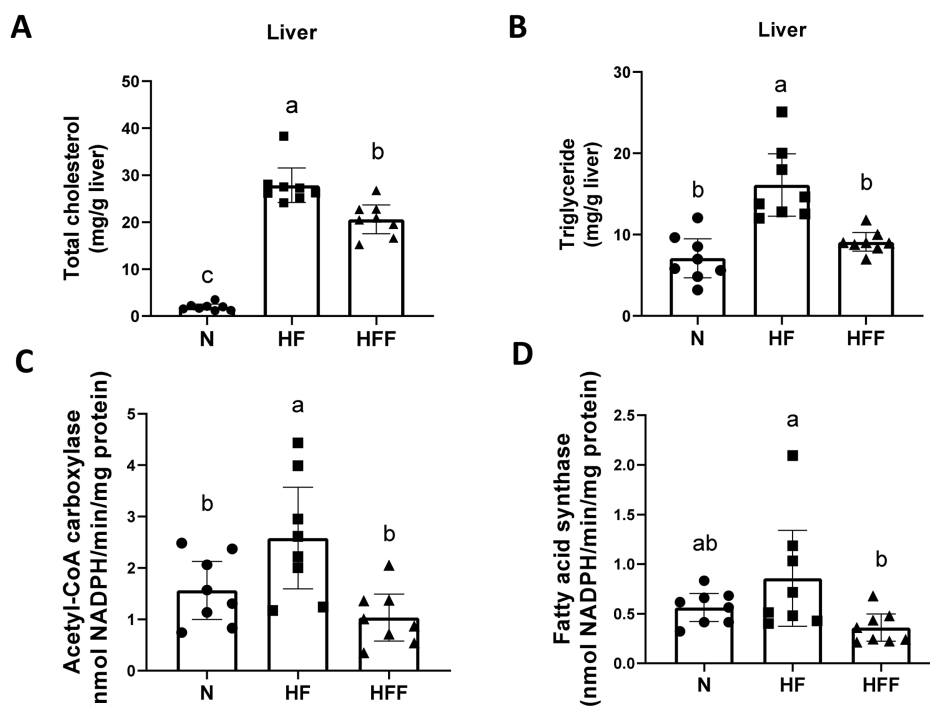 A
Liver
Total cholesterol
(mg/g liver)
50
40
30
20
10
0
c
a
b
N
HF
HFF
B
Liver
Triglyceride
(mg/g liver)
30
20
10
0
b
a
b
N
HF
HFF
C
Acetyl-CoA carboxylase
nmol NADPH/min/mg protein)
5
4
3
2
1
0
b
a
b
N
HF
HFF
D
Fatty acid synthase
(nmol NADPH/min/mg protein)
2.5
2.0
1.5
1.0
0.5
0.0
ab
a
b
N
HF
HFF